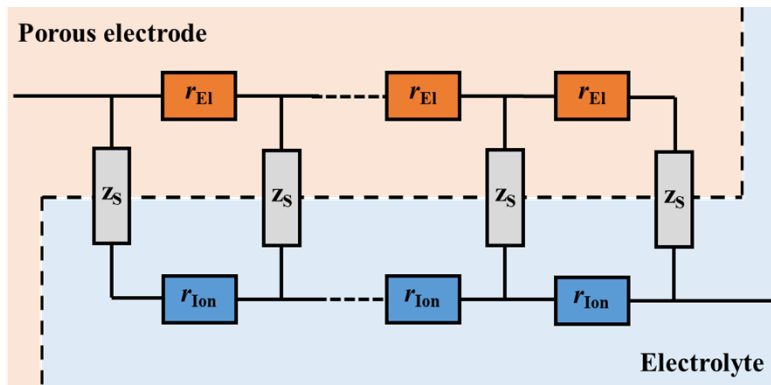 Porous electrode
rEl rEl rEl
zS zS zS zS
rIon rIon rIon
Electrolyte